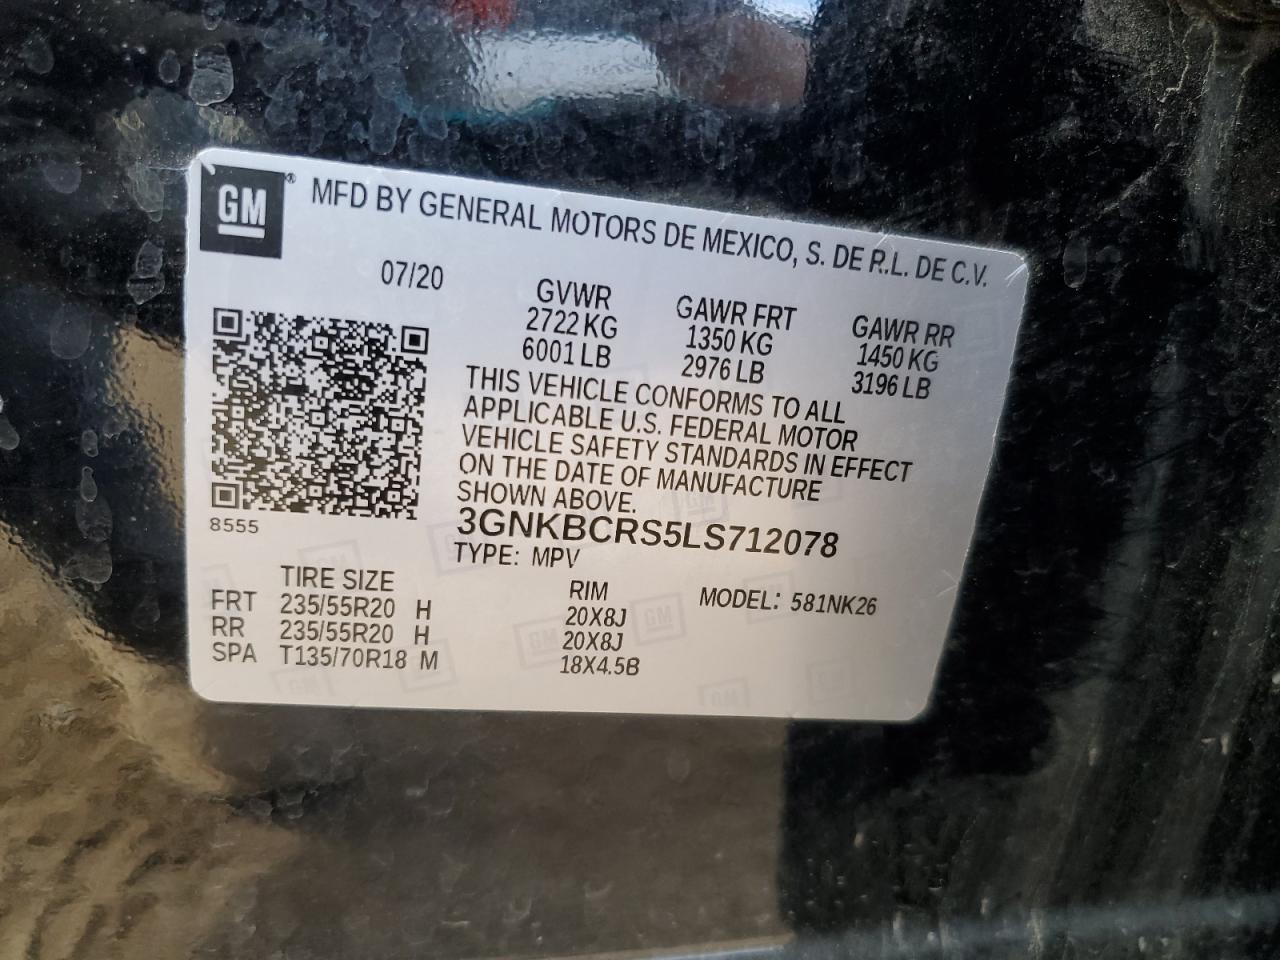 GM ® MFD BY GENERAL MOTORS DE MEXICO, S. DE R.L. DE C.V.
07/20
GVWR
2722 KG
6001 LB
GAWR FRT
1350 KG
2976 LB
GAWR RR
1450 KG
3196 LB
THIS VEHICLE CONFORMS TO ALL
APPLICABLE U.S. FEDERAL MOTOR
VEHICLE SAFETY STANDARDS IN EFFECT
ON THE DATE OF MANUFACTURE
SHOWN ABOVE.
8555
3GNKBCRS5LS712078
TYPE: MPV
TIRE SIZE RIM MODEL: 581NK26
FRT 235/55R20 H 20X8J
RR 235/55R20 H 20X8J
SPA T135/70R18 M 18X4.5B